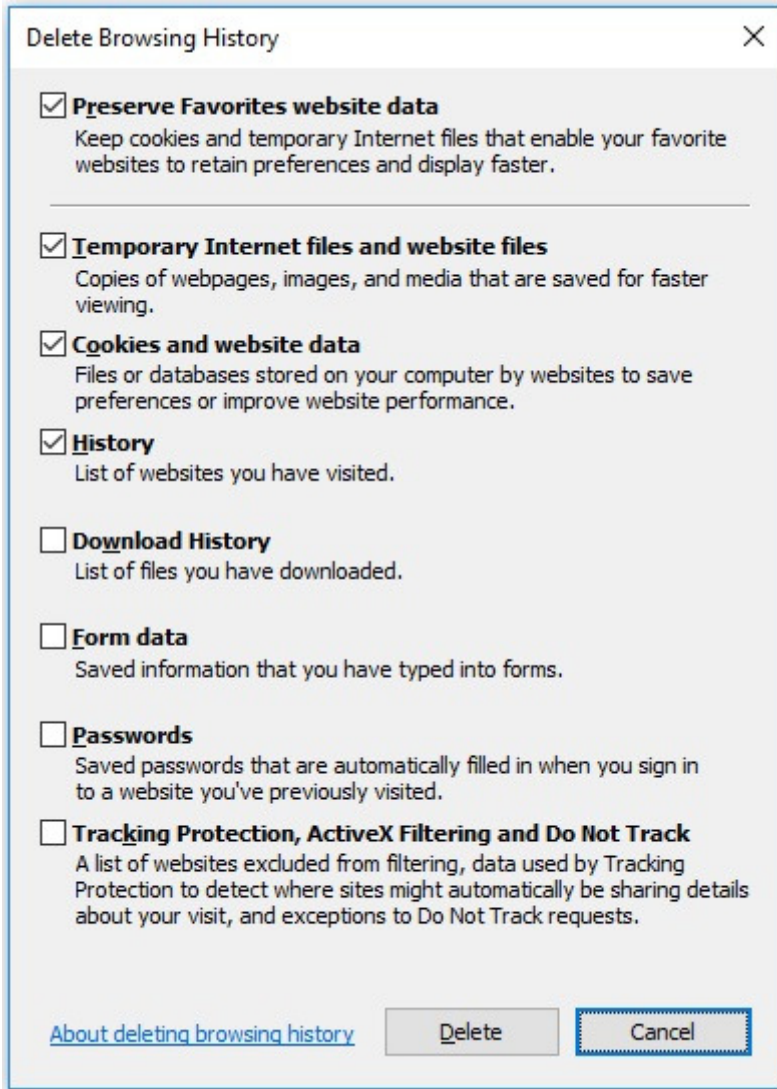 Delete Browsing History
Preserve Favorites website data
Keep cookies and temporary Internet files that enable your favorite
websites to retain preferences and display faster.
Temporary Internet files and website files
Copies of webpages, images, and media that are saved for faster
viewing.
Cookies and website data
Files or databases stored on your computer by websites to save
preferences or improve website performance.
History
List of websites you have visited.
Download History
List of files you have downloaded.
Form data
Saved information that you have typed into forms.
Passwords
Saved passwords that are automatically filled in when you sign in
to a website you've previously visited.
Tracking Protection, ActiveX Filtering and Do Not Track
A list of websites excluded from filtering, data used by Tracking
Protection to detect where sites might automatically be sharing details
about your visit, and exceptions to Do Not Track requests.
About deleting browsing history
Delete
Cancel